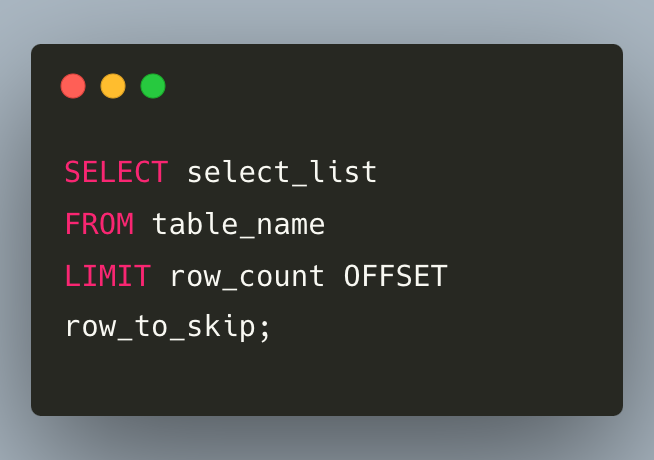 SELECT select_list
FROM table_name
LIMIT row_count OFFSET
row_to_skip;